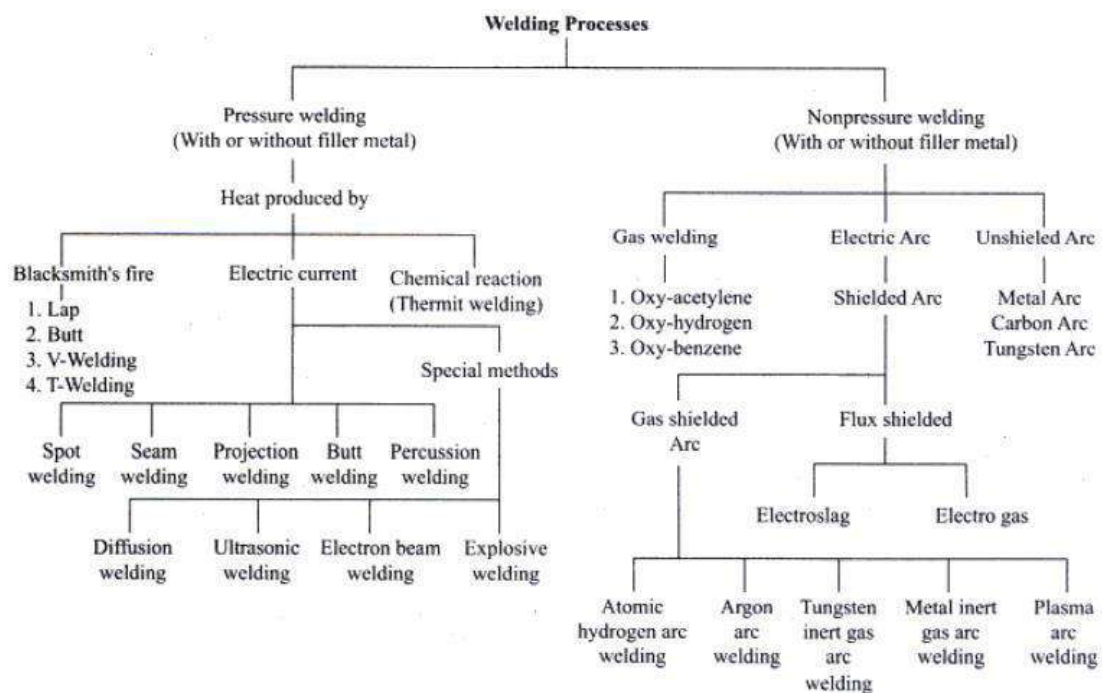 Welding Processes
Pressure welding
(With or without filler metal)
Nonpressure welding
(With or without filler metal)
Heat produced by
Blacksmith's fire
1. Lap
2. Butt
3. V-Welding
4. T-Welding
Electric current
Chemical reaction
(Thermit welding)
Special methods
Spot
welding
Seam
welding
Projection
welding
Butt
welding
Percussion
welding
Diffusion
welding
Ultrasonic
welding
Electron beam
welding
Explosive
welding
Gas welding
1. Oxy-acetylene
2. Oxy-hydrogen
3. Oxy-benzene
Electric Arc
Shielded Arc
Unshieled Arc
Metal Arc
Carbon Arc
Tungsten Arc
Gas shielded
Arc
Flux shielded
Electroslag
Electro gas
Atomic
hydrogen arc
welding
Argon
arc
welding
Tungsten
inert gas
arc
welding
Metal inert
gas arc
welding
Plasma
arc
welding